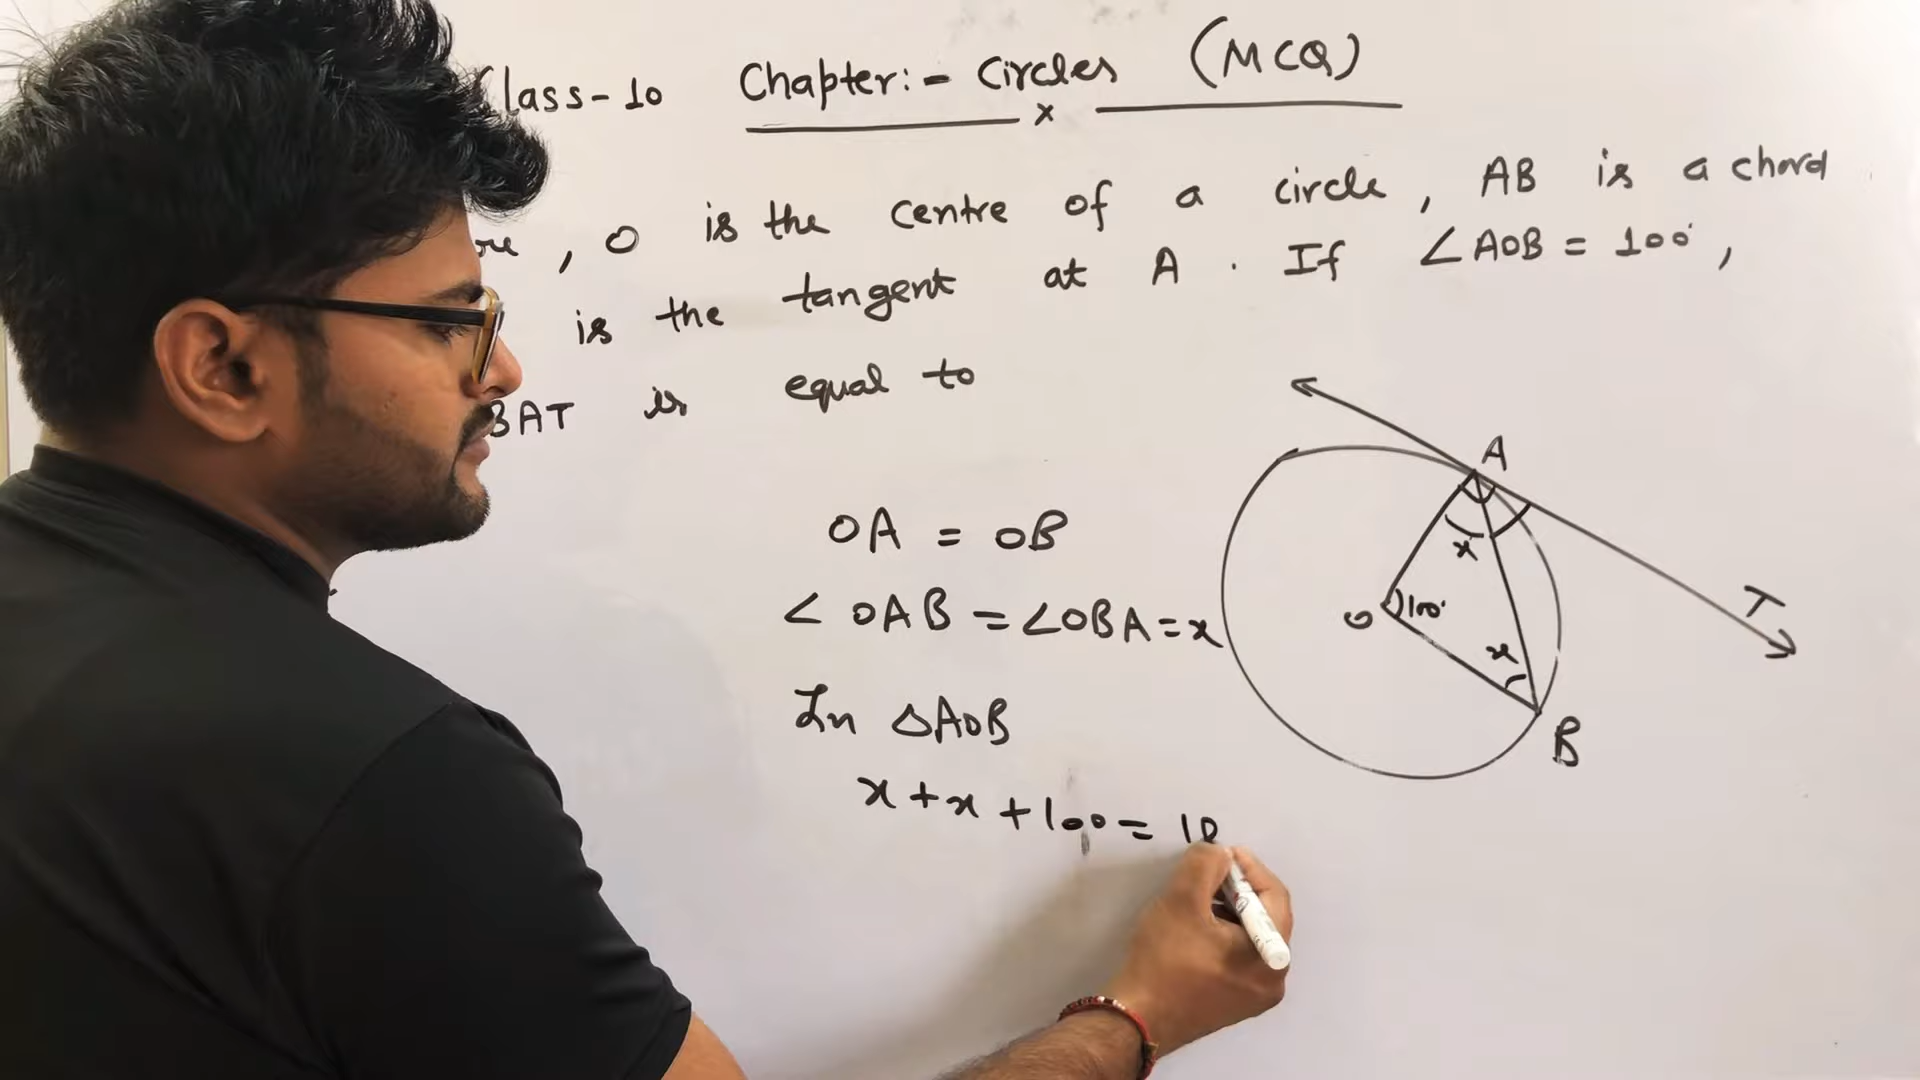 Class-10 Chapter:- Circles (MCQ)
x
, O is the centre of a circle, AB is a chord
is the tangent at A. If ∠AOB = 100°,
BAT is equal to
OA = OB
∠OAB = ∠OBA = x
In △AOB
x + x + 100 = 18
A
x
O
100°
x
B
T